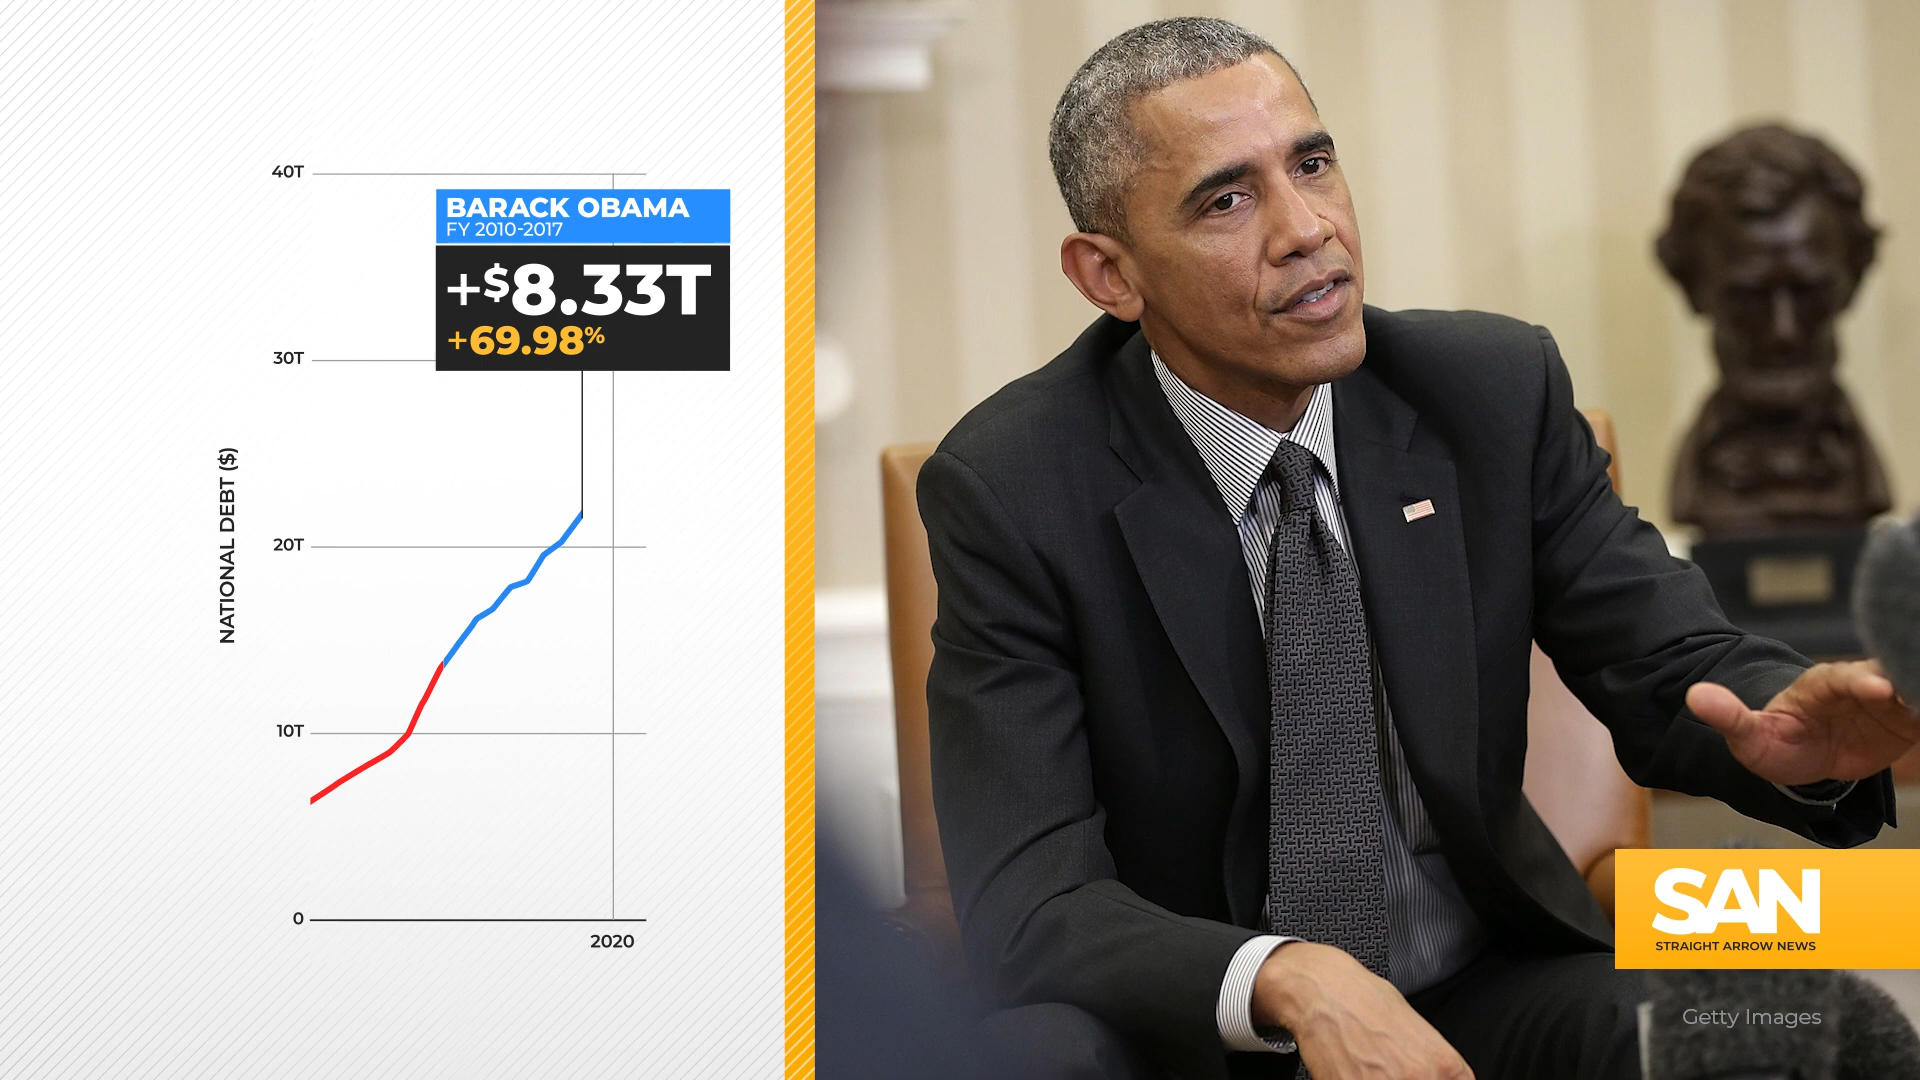 40T
BARACK OBAMA
FY 2010-2017
+$8.33T
+69.98%
30T
NATIONAL DEBT ($)
20T
10T
0
2020
SAN
STRAIGHT ARROW NEWS
Getty Images